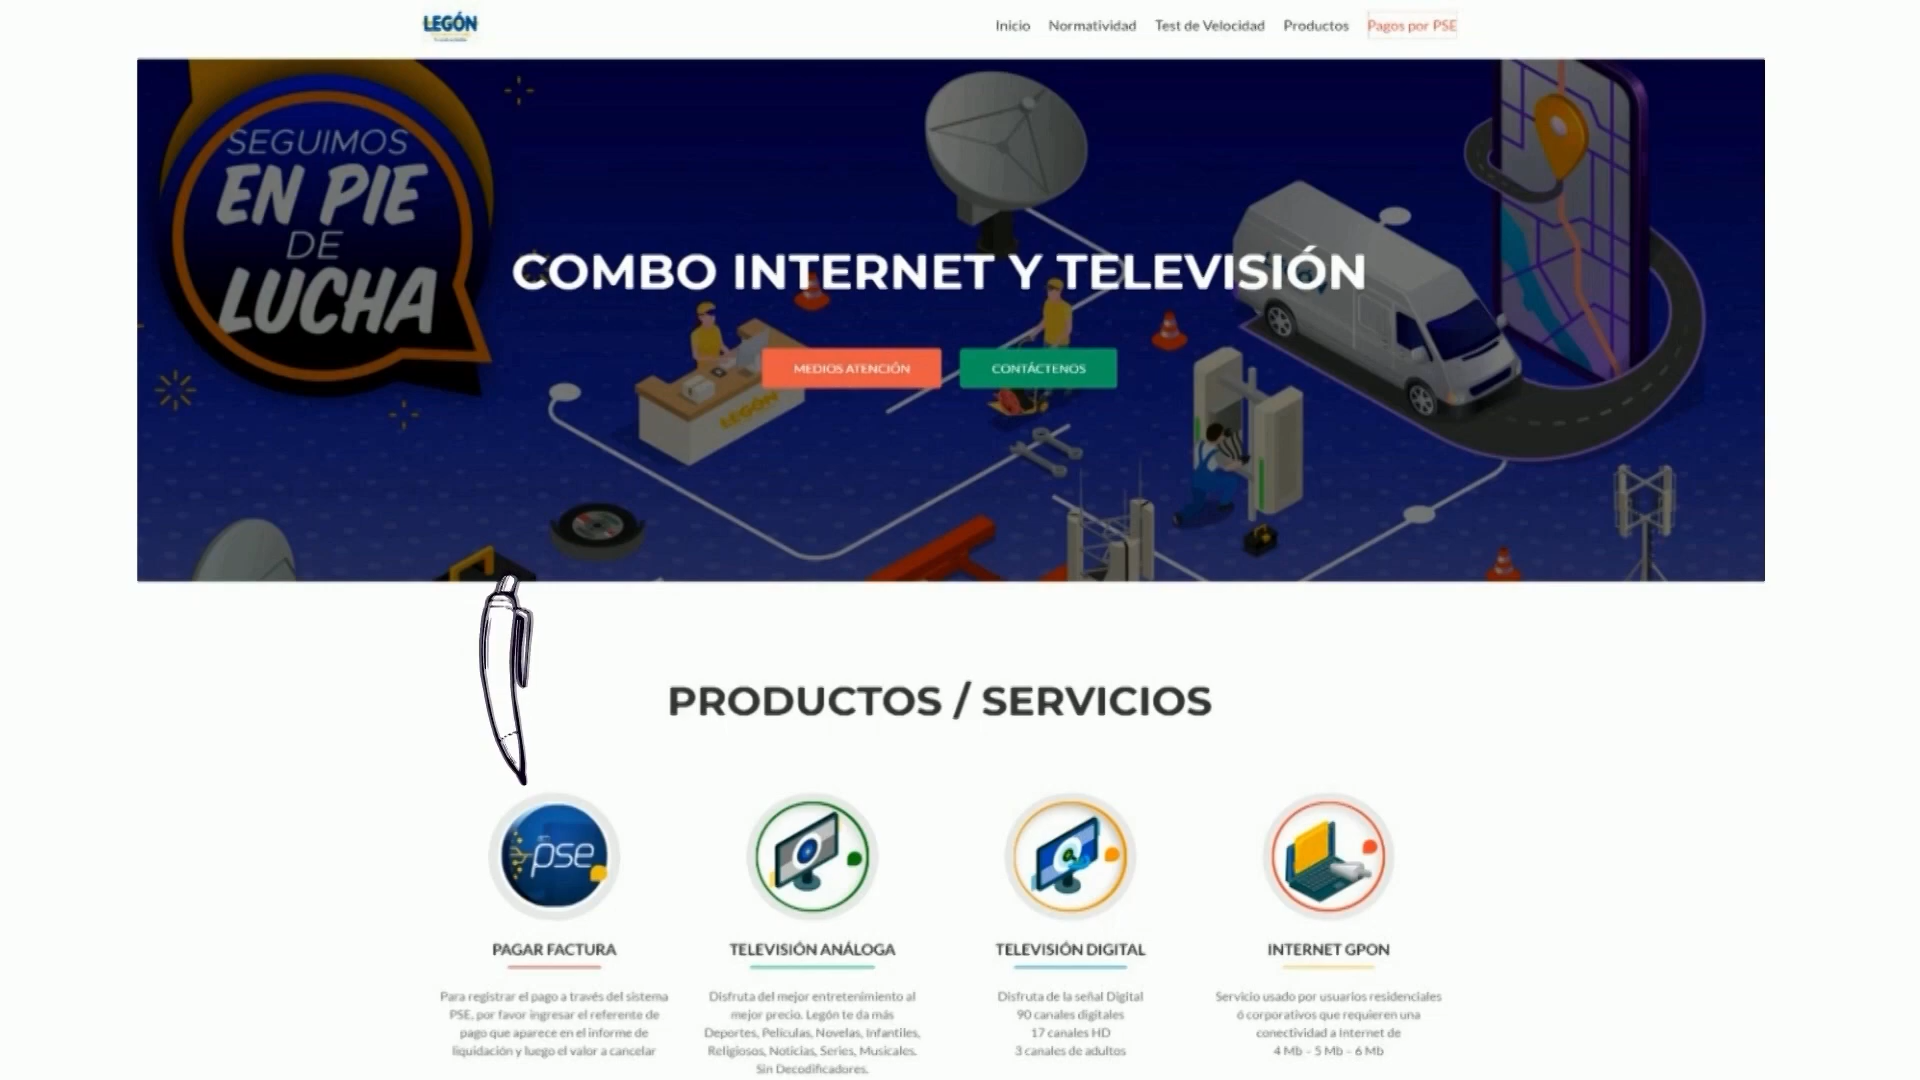 LEGÓN
Inicio Normatividad Test de Velocidad Productos Pagos por PSE
SEGUIMOS
EN PIE
DE
LUCHA
COMBO INTERNET Y TELEVISIÓN
MEDIOS ATENCIÓN CONTÁCTENOS
LEGÓN
PRODUCTOS / SERVICIOS
pse
PAGAR FACTURA
Para registrar el pago a través del sistema
PSE, por favor ingresar el referente de
pago que aparece en el informe de
liquidación y luego el valor a cancelar
TELEVISIÓN ANÁLOGA
Disfruta del mejor entretenimiento al
mejor precio. Legón te da más
Deportes, Películas, Novelas, Infantiles,
Religiosos, Noticias, Series, Musicales.
Sin Decodificadores.
TELEVISIÓN DIGITAL
Disfruta de la señal Digital
90 canales digitales
17 canales HD
3 canales de adultos
INTERNET GPON
Servicio usado por usuarios residenciales
ó corporativos que requieren una
conectividad a Internet de
4 Mb - 5 Mb - 6 Mb